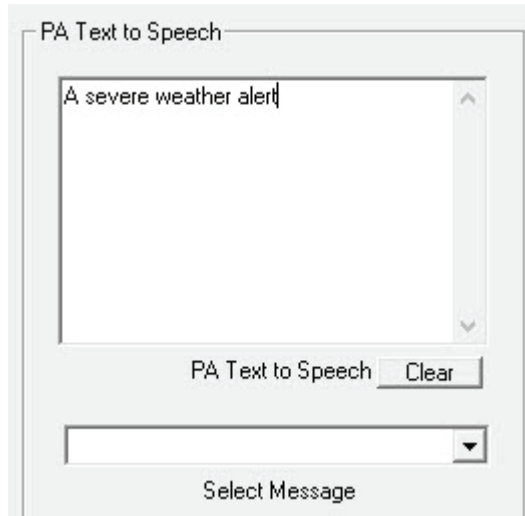 PA Text to Speech
A severe weather alert
PA Text to Speech Clear
Select Message